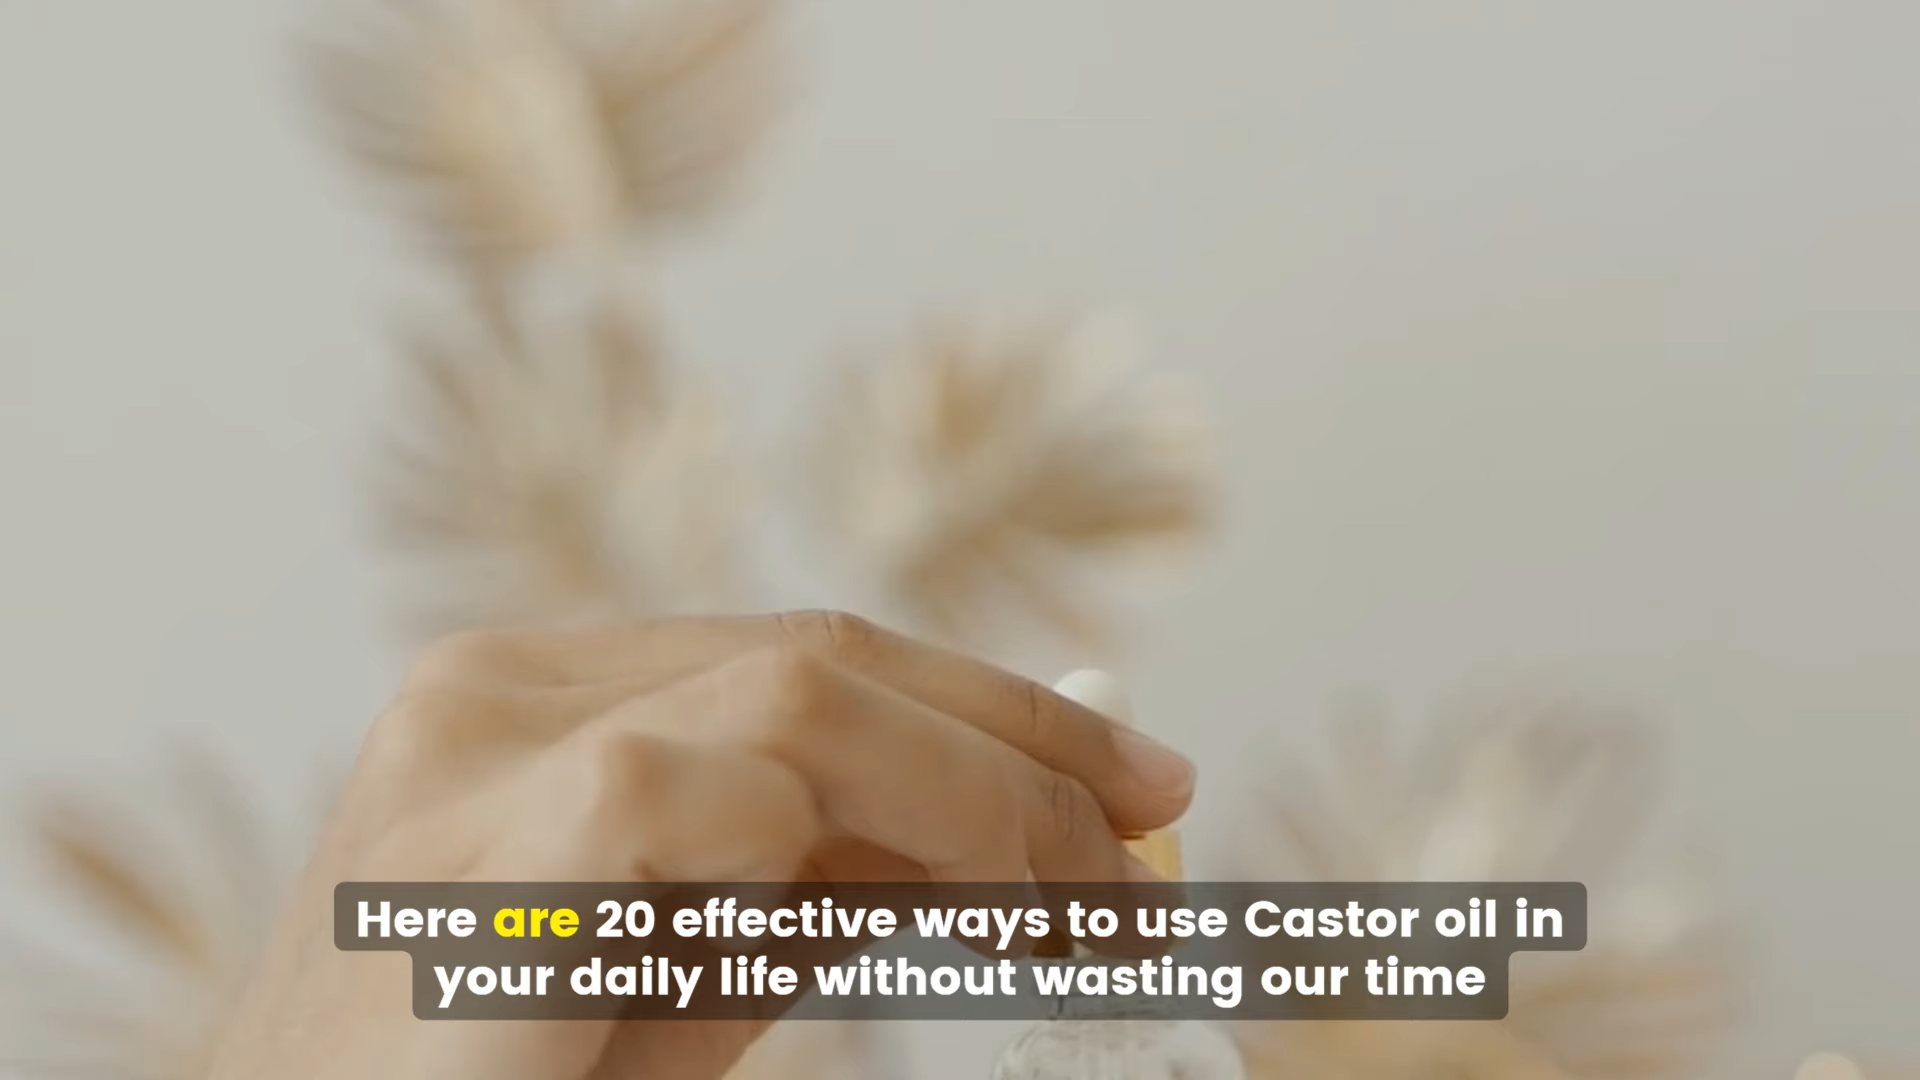 Here are 20 effective ways to use Castor oil in
your daily life without wasting our time